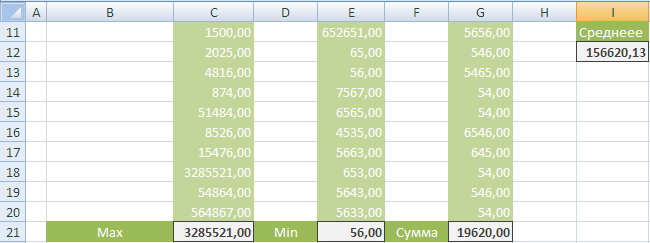 A B C D E F G H I
11 1500,00 652651,00 5656,00 Среднеее
12 2025,00 65,00 546,00 156620,13
13 4816,00 56,00 5465,00
14 874,00 7567,00 54,00
15 51484,00 6565,00 54,00
16 8526,00 4535,00 6546,00
17 15476,00 5663,00 645,00
18 3285521,00 653,00 54,00
19 54864,00 5643,00 546,00
20 564867,00 5633,00 54,00
21 Max 3285521,00 Min 56,00 Сумма 19620,00